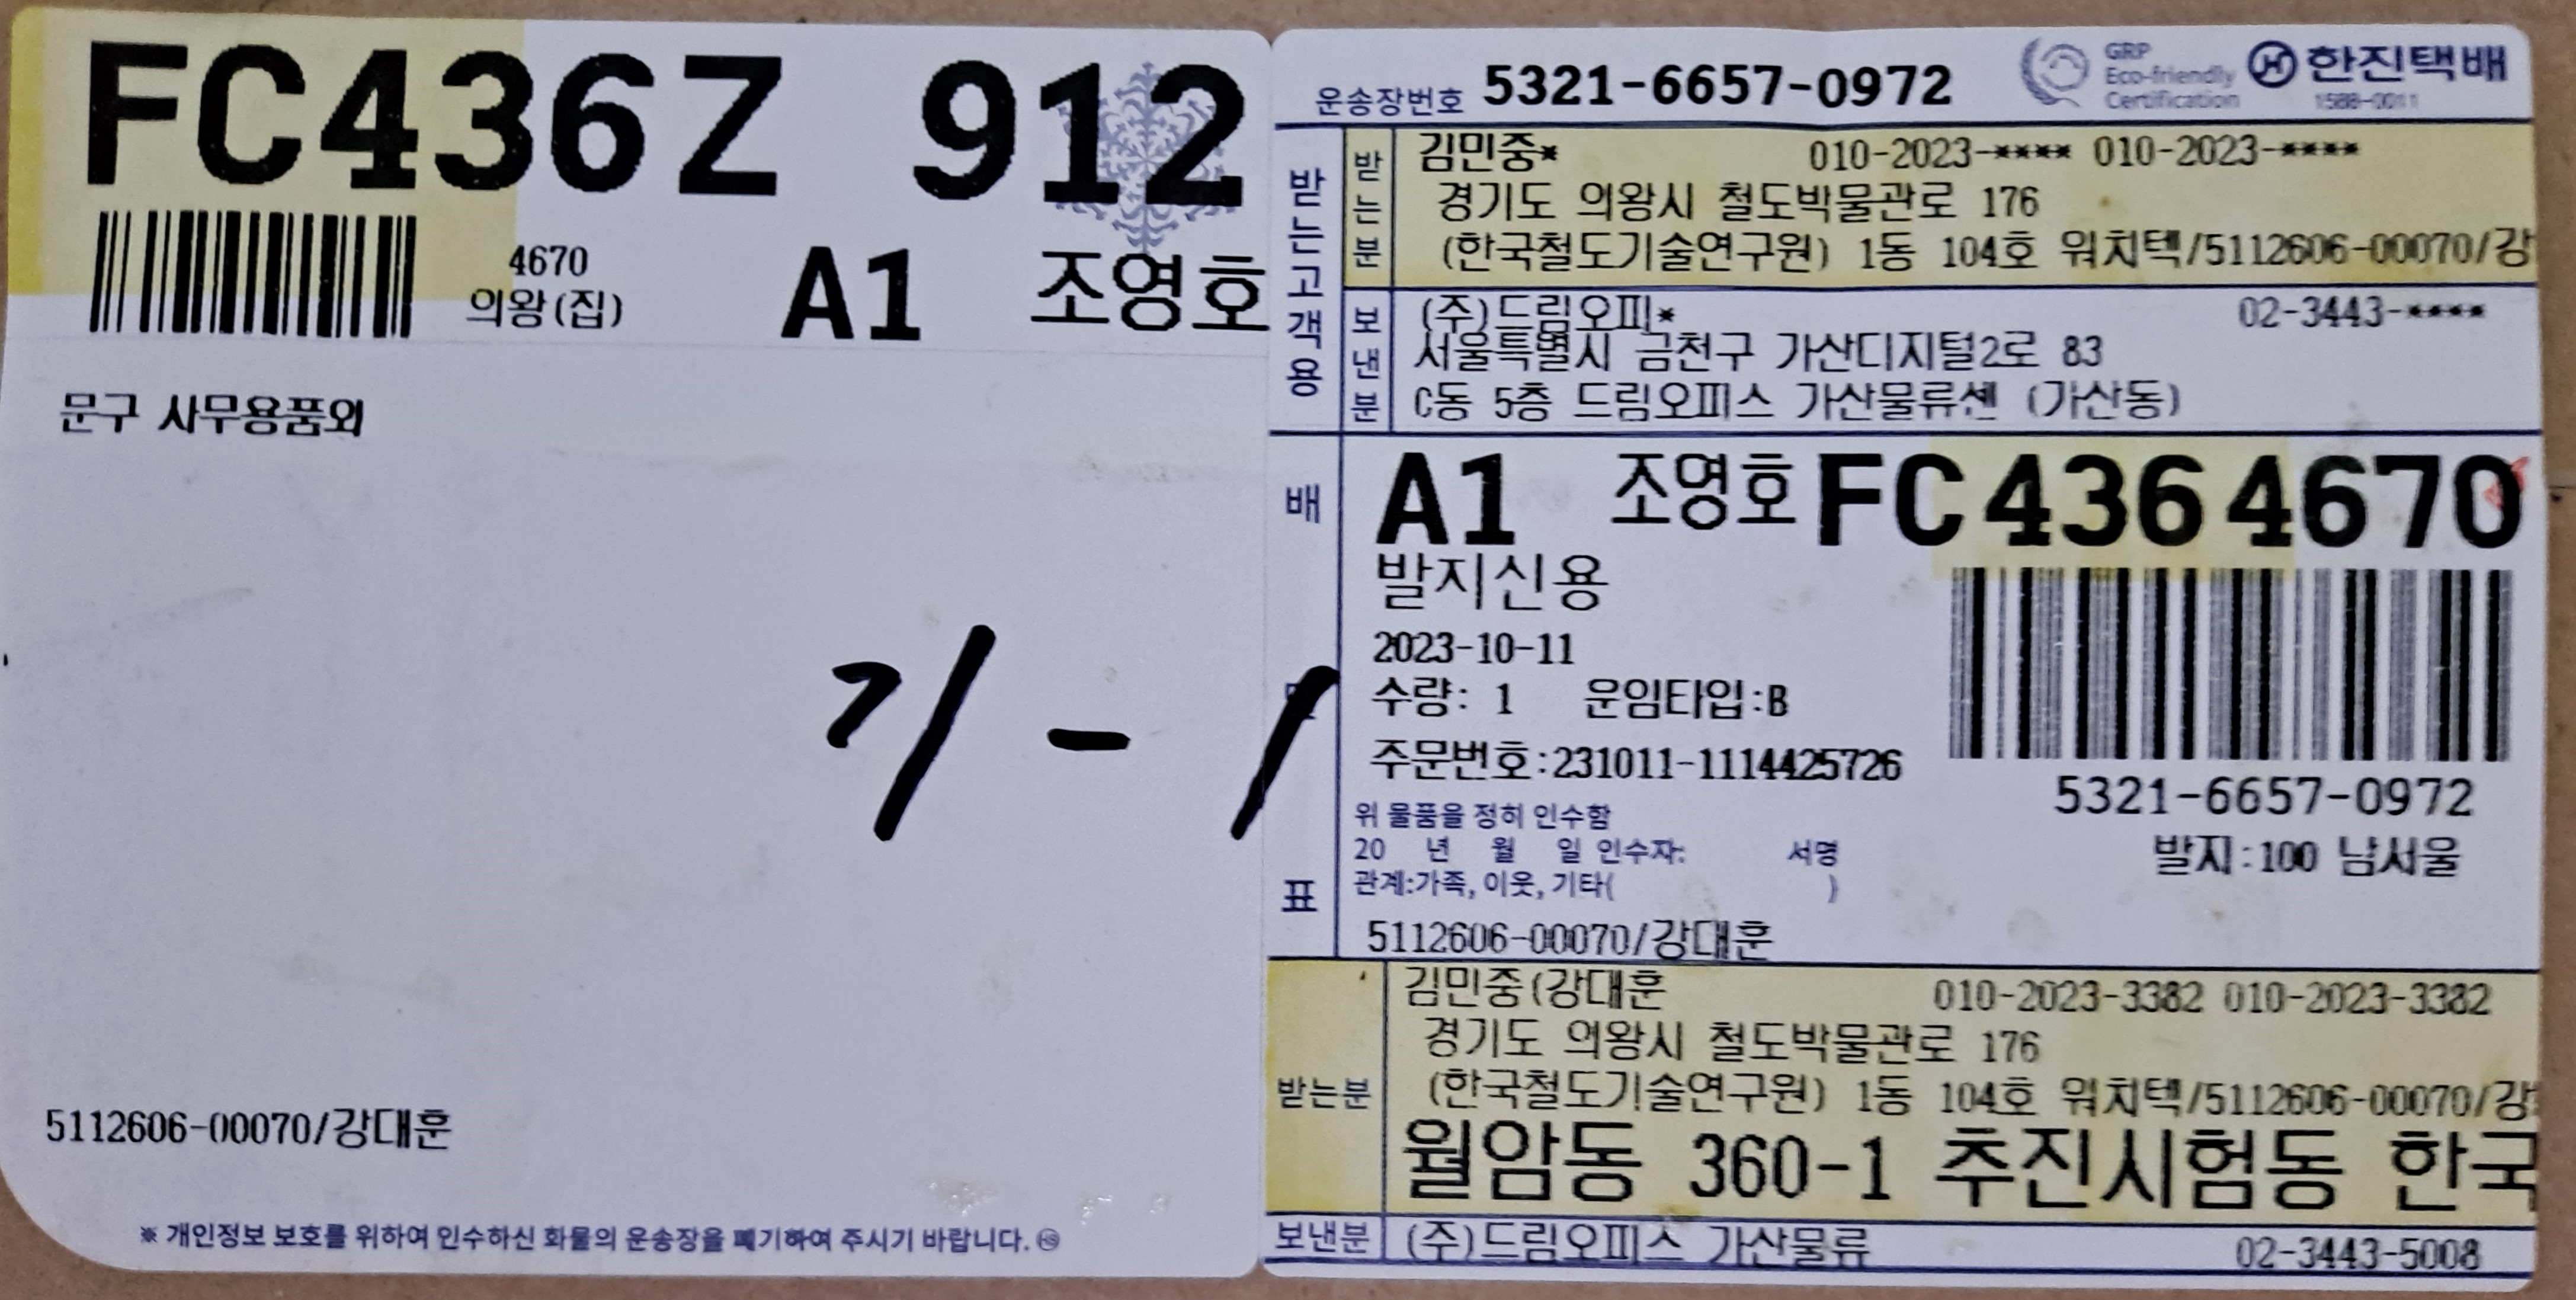 FC436Z 912
4670
의왕(집)
A1 조영호
문구 사무용품외
7/-1
5112606-00070/강대훈
※ 개인정보 보호를 위하여 인수하신 화물의 운송장을 폐기하여 주시기 바랍니다.
운송장번호 5321-6657-0972
GRP
Eco-friendly
Certification
한진택배
1588-0011
받는고객용
받는분
김민중* 010-2023-**** 010-2023-****
경기도 의왕시 철도박물관로 176
(한국철도기술연구원) 1동 104호 워치텍/5112606-00070/강
보낸분
(주)드림오피* 02-3443-****
서울특별시 금천구 가산디지털2로 83
C동 5층 드림오피스 가산물류센 (가산동)
배 표
A1 조영호 FC436 4670
발지신용
2023-10-11
수량: 1 운임타입:B
주문번호:231011-1114425726
5321-6657-0972
위 물품을 정히 인수함
20 년 월 일 인수자: 서명
관계:가족, 이웃, 기타( )
발지:100 남서울
5112606-00070/강대훈
받는분
김민중(강대훈 010-2023-3382 010-2023-3382
경기도 의왕시 철도박물관로 176
(한국철도기술연구원) 1동 104호 워치텍/5112606-00070/강
월암동 360-1 추진시험동 한국
보낸분 (주)드림오피스 가산물류 02-3443-5008